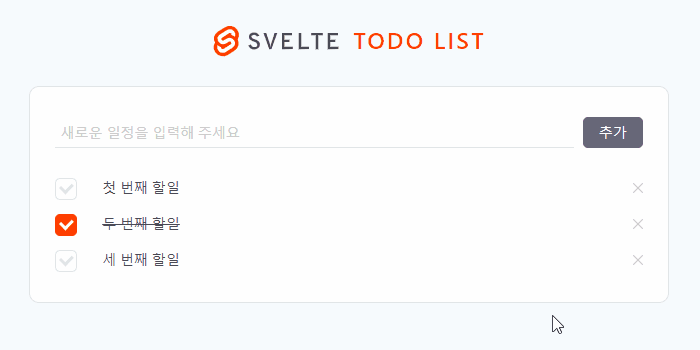 SVELTE TODO LIST
새로운 일정을 입력해 주세요
추가
첫 번째 할일
두 번째 할일
세 번째 할일